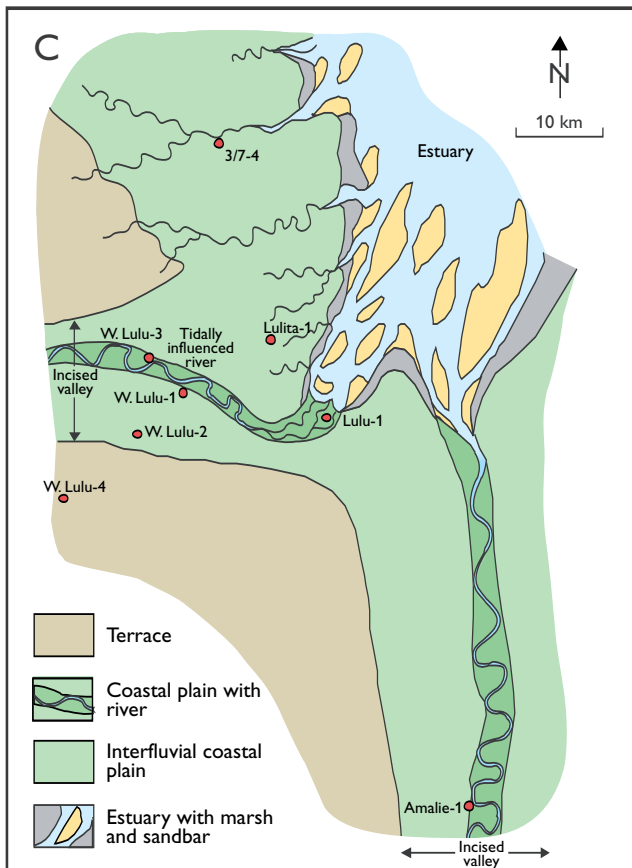 C
N
10 km
Estuary
3/7-4
W. Lulu-3
Tidally
influenced
river
Lulita-1
Incised
valley
W. Lulu-1
W. Lulu-2
Lulu-1
W. Lulu-4
Terrace
Coastal plain with
river
Interfluvial coastal
plain
Estuary with marsh
and sandbar
Amalie-1
Incised
valley